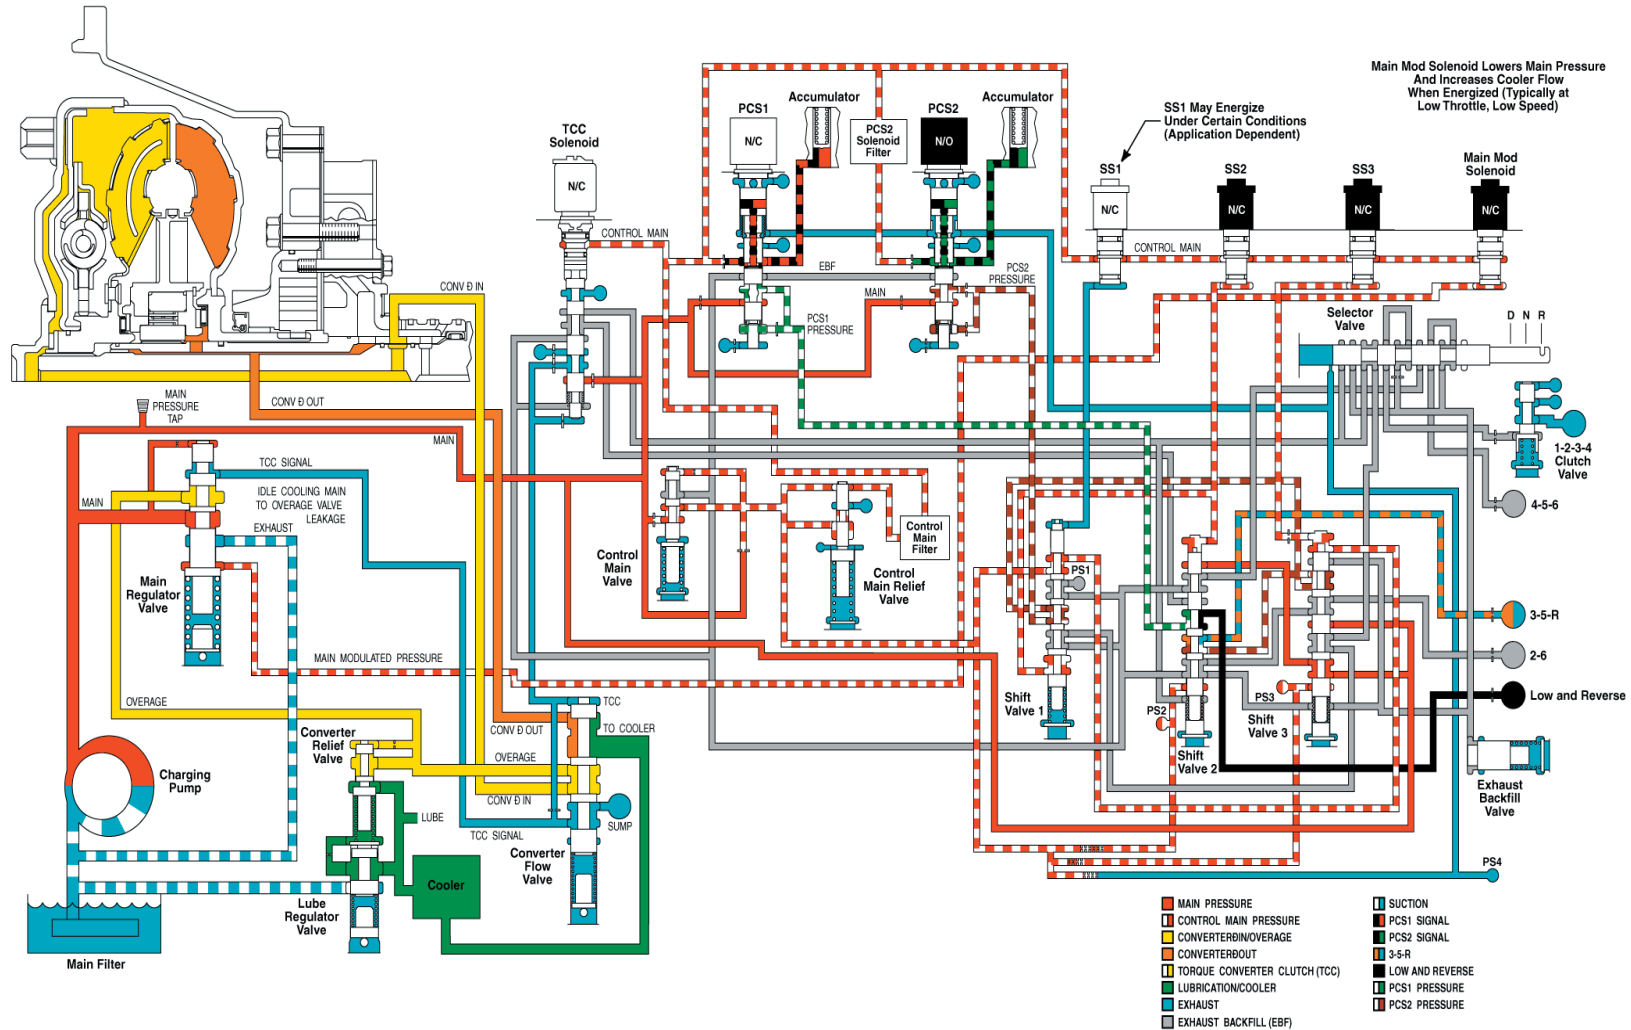 Main Mod Solenoid Lowers Main Pressure
And Increases Cooler Flow
When Energized (Typically at
Low Throttle, Low Speed)
SS1 May Energize
Under Certain Conditions
(Application Dependent)
TCC
Solenoid
N/C
PCS1
N/C
Accumulator
PCS2
Solenoid
Filter
PCS2
N/O
Accumulator
SS1
N/C
SS2
N/C
SS3
N/C
Main Mod
Solenoid
N/C
CONTROL MAIN
CONTROL MAIN
EBF
PCS2
PRESSURE
MAIN
PCS1
PRESSURE
CONV Ð IN
Selector
Valve
D N R
MAIN
PRESSURE
TAP
CONV Ð OUT
MAIN
TCC SIGNAL
IDLE COOLING MAIN
TO OVERAGE VALVE
LEAKAGE
MAIN
EXHAUST
1-2-3-4
Clutch
Valve
4-5-6
Control
Main
Filter
Control
Main
Valve
Control
Main Relief
Valve
Main
Regulator
Valve
PS1
3-5-R
2-6
MAIN MODULATED PRESSURE
Low and Reverse
OVERAGE
TCC
Shift
Valve 1
PS2
PS3
Shift
Valve 3
Shift
Valve 2
CONV Ð OUT
TO COOLER
Converter
Relief
Valve
OVERAGE
CONV Ð IN
Charging
Pump
LUBE
SUMP
TCC SIGNAL
Exhaust
Backfill
Valve
Converter
Flow
Valve
Cooler
PS4
Lube
Regulator
Valve
Main Filter
MAIN PRESSURE
CONTROL MAIN PRESSURE
CONVERTERÐIN/OVERAGE
CONVERTERÐOUT
TORQUE CONVERTER CLUTCH (TCC)
LUBRICATION/COOLER
EXHAUST
EXHAUST BACKFILL (EBF)
SUCTION
PCS1 SIGNAL
PCS2 SIGNAL
3-5-R
LOW AND REVERSE
PCS1 PRESSURE
PCS2 PRESSURE